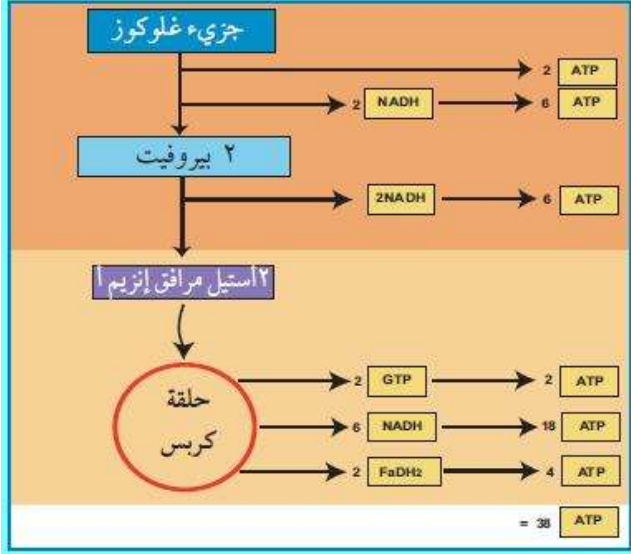 جزيء غلوكوز
2 ATP
2 NADH 6 ATP
٢ بيروفيت
2NADH 6 ATP
٢أستيل مرافق إنزيم أ
حلقة
كربس
2 GTP 2 ATP
6 NADH 18 ATP
2 FaDH2 4 ATP
= 38 ATP